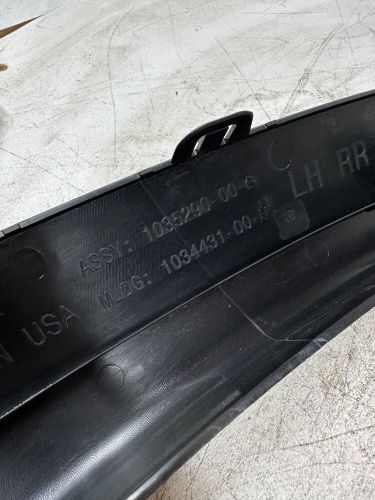 ASSY: 1035290-00-G
MLDG: 1034431-00-
LH RR
USA